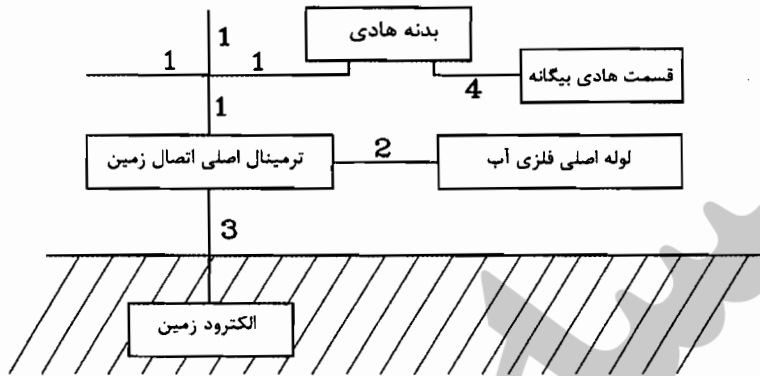 بدنه هادی
1
1
1
قسمت هادی بیگانه
4
1
ترمینال اصلی اتصال زمین
2
لوله اصلی فلزی آب
3
الکترود زمین